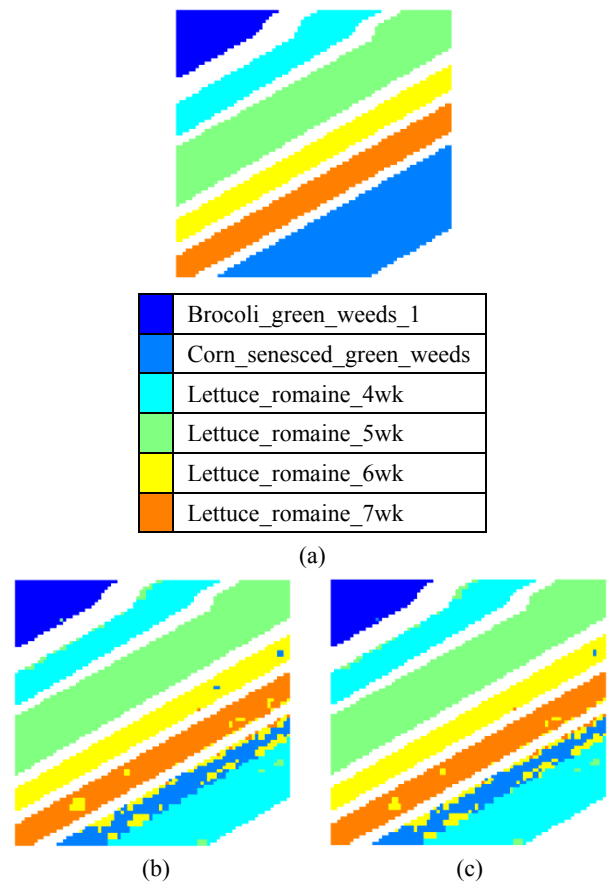 Brocoli_green_weeds_1
Corn_senesced_green_weeds
Lettuce_romaine_4wk
Lettuce_romaine_5wk
Lettuce_romaine_6wk
Lettuce_romaine_7wk
(a)
(b)
(c)